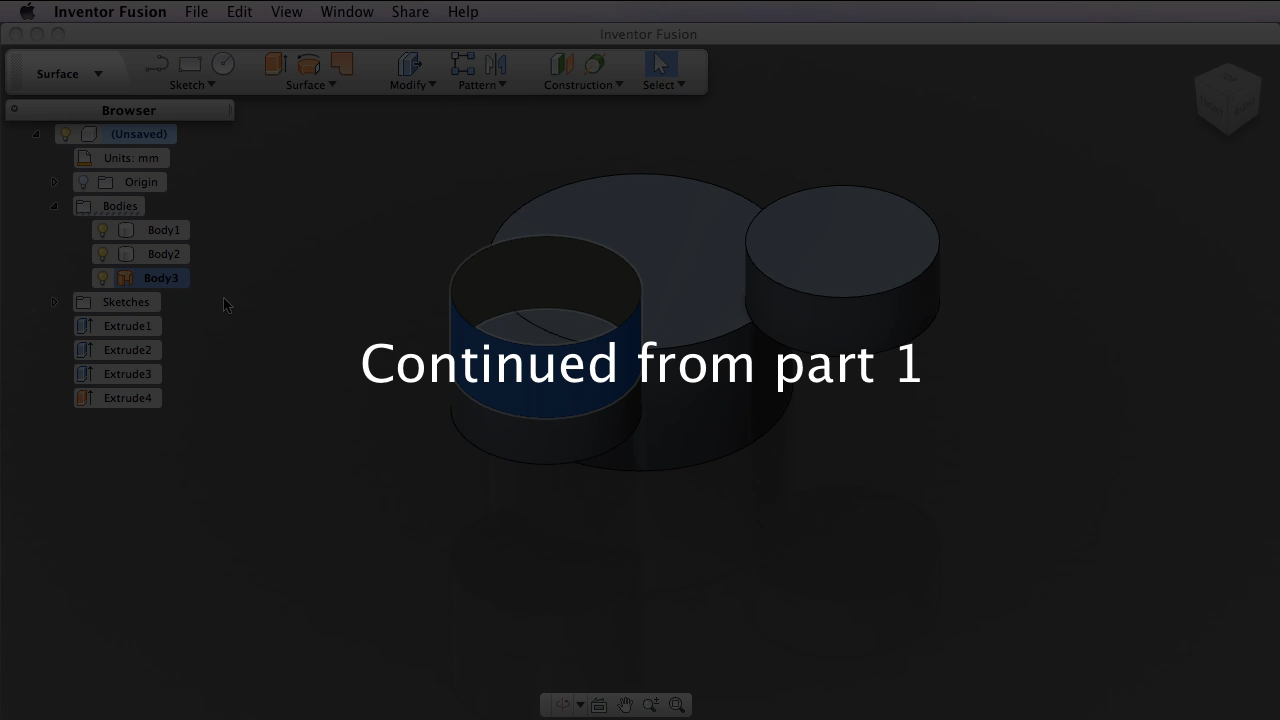 Inventor Fusion File Edit View Window Share Help
Inventor Fusion
Surface
Sketch Surface Modify Pattern Construction Select
Browser
(Unsaved)
Units: mm
Origin
Bodies
Body1
Body2
Body3
Sketches
Extrude1
Extrude2
Extrude3
Extrude4
Continued from part 1